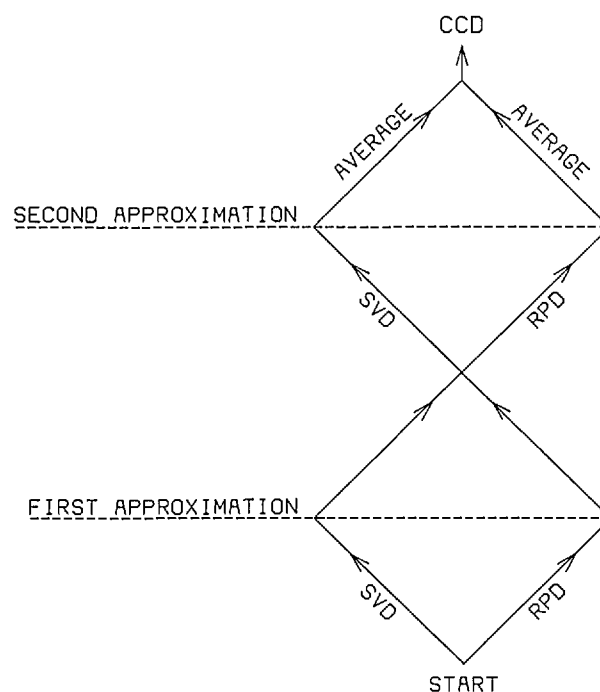 CCD
AVERAGE
AVERAGE
SECOND APPROXIMATION
SVD
RPD
FIRST APPROXIMATION
SVD
RPD
START